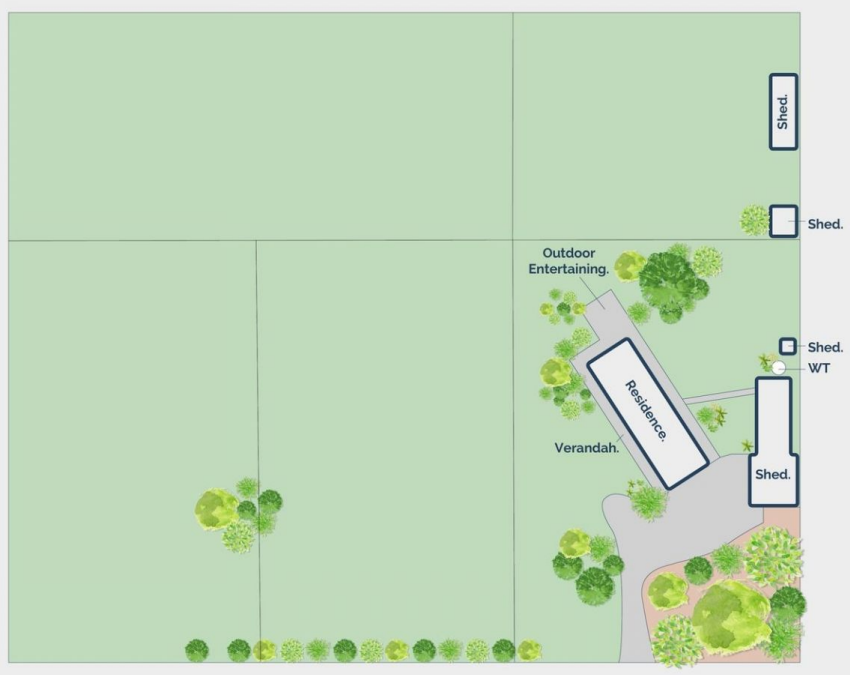 Shed.
Shed.
Outdoor
Entertaining.
Shed.
WT
Residence.
Verandah.
Shed.